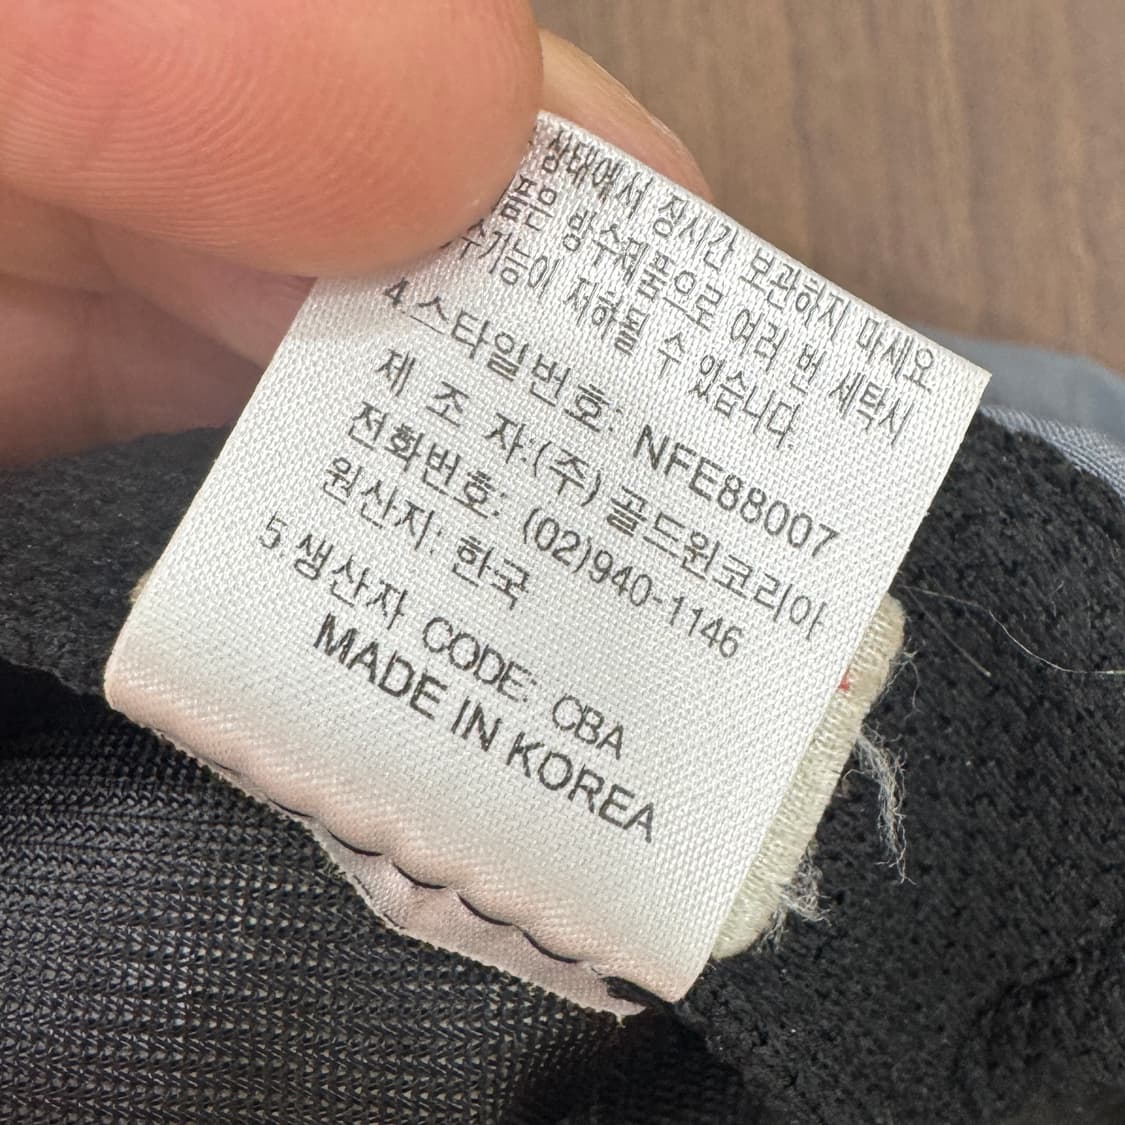 상태에서 장시간 보관하지 마세요
품은 방수제품으로 여러 번 세탁시
수기능이 저하될 수 있습니다.
4.스타일번호: NFE88007
제 조 자:(주)골드윈코리아
전화번호: (02)940-1146
원산지: 한국
5.생산자 CODE: CBA
MADE IN KOREA